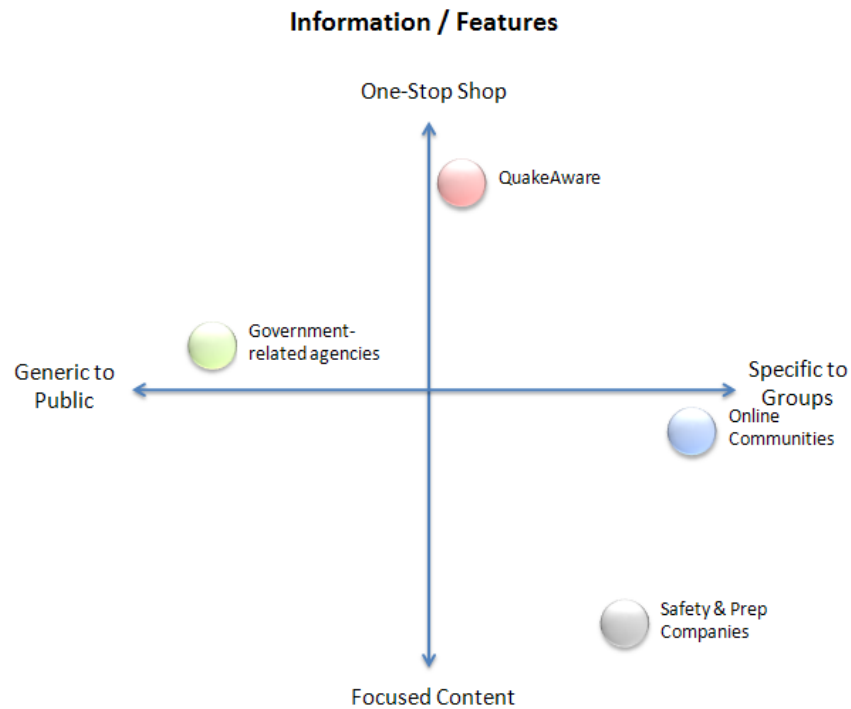 Information / Features
One-Stop Shop
QuakeAware
Government-
related agencies
Generic to
Public
Specific to
Groups
Online
Communities
Safety & Prep
Companies
Focused Content